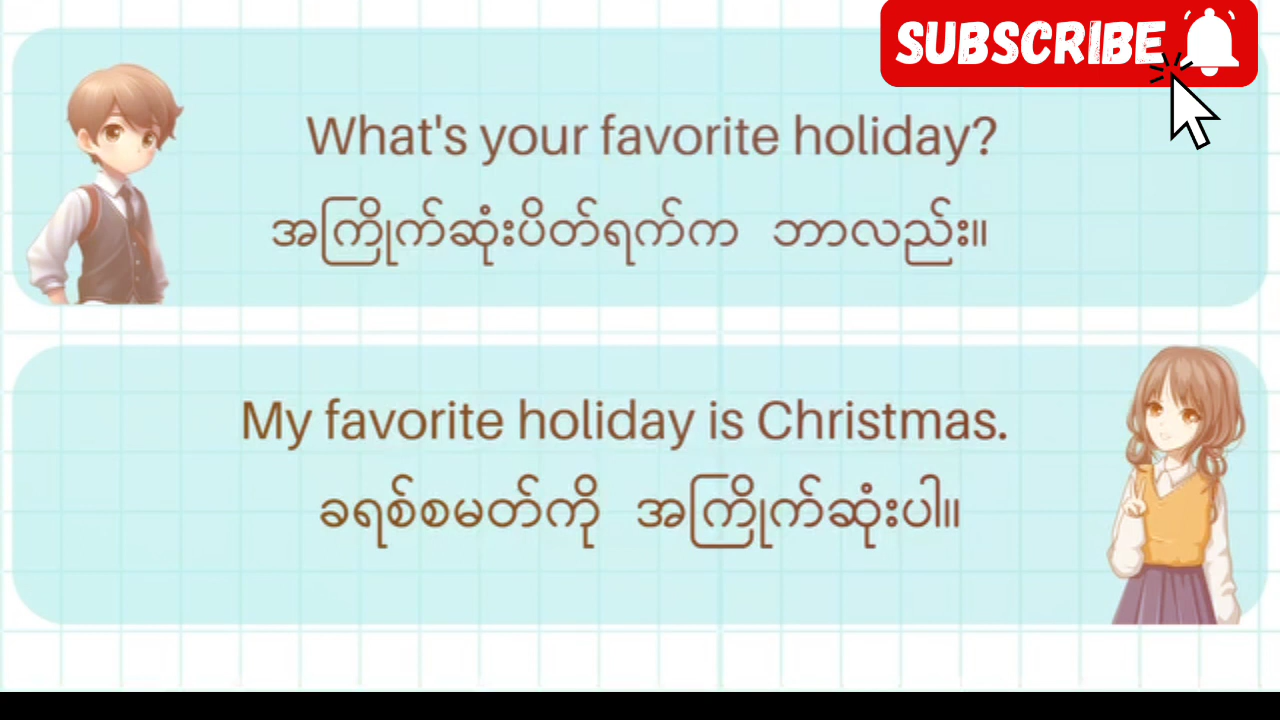 SUBSCRIBE
What's your favorite holiday?
အကြိုက်ဆုံးပိတ်ရက်က ဘာလည်း။
My favorite holiday is Christmas.
ခရစ်စမတ်ကို အကြိုက်ဆုံးပါ။